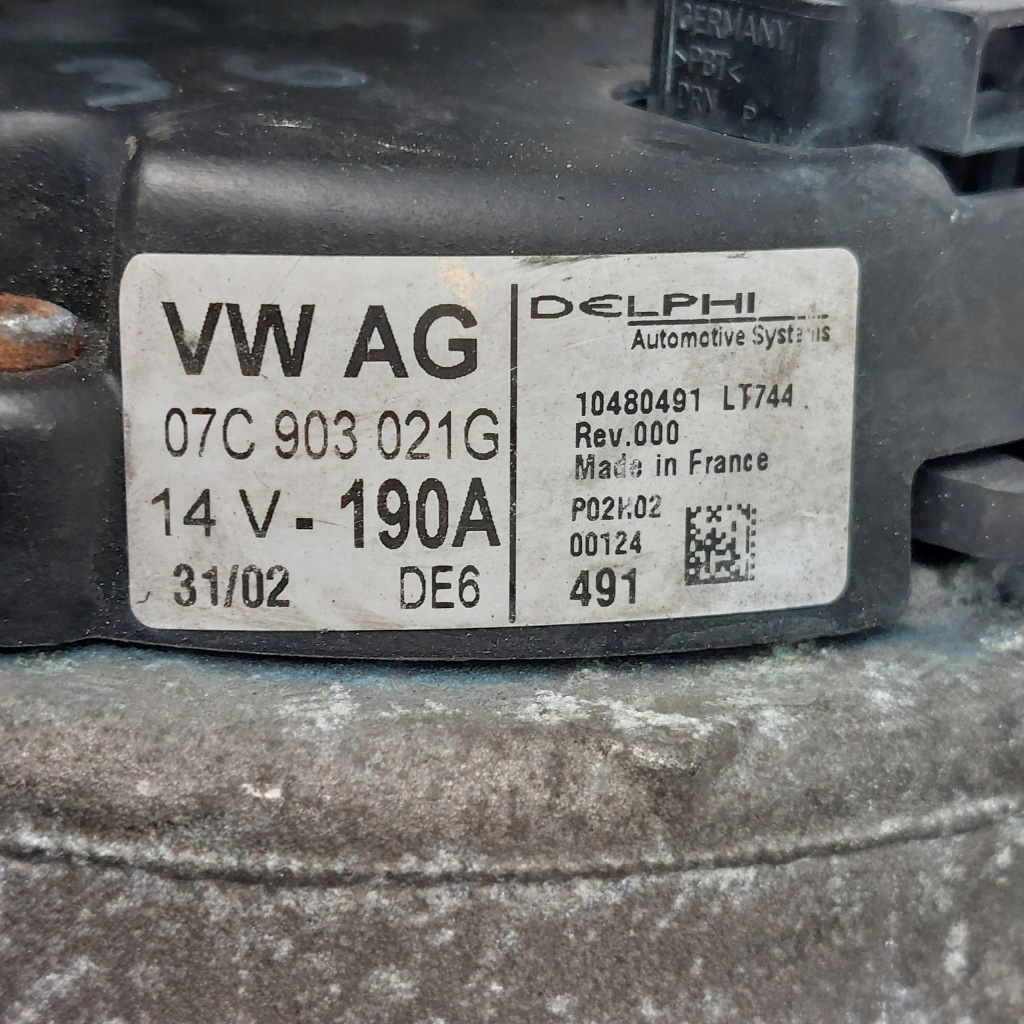 GERMANY
>PBT<
VW AG
07C 903 021G
14 V - 190A
31/02 DE6
DELPHI
Automotive Systems
10480491 LT744
Rev.000
Made in France
P02H02
00124
491